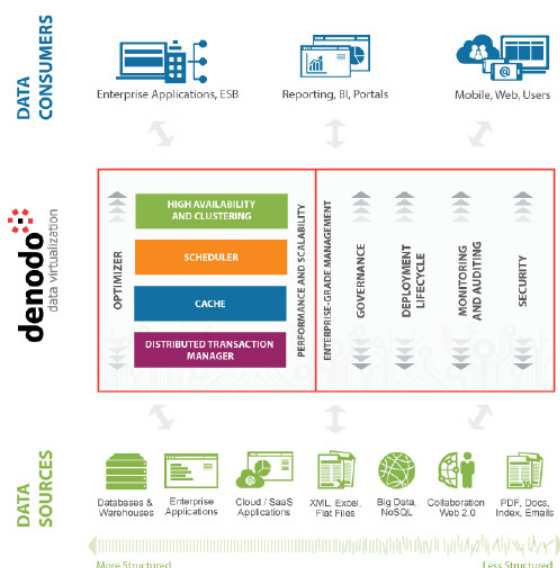 DATA
CONSUMERS
Enterprise Applications, ESB
Reporting, BI, Portals
Mobile, Web, Users
denodo
data virtualization
OPTIMIZER
HIGH AVAILABILITY
AND CLUSTERING
SCHEDULER
CACHE
DISTRIBUTED TRANSACTION
MANAGER
PERFORMANCE AND SCALABILITY
ENTERPRISE-GRADE MANAGEMENT
GOVERNANCE
DEPLOYMENT
LIFECYCLE
MONITORING
AND AUDITING
SECURITY
DATA
SOURCES
Databases &
Warehouses
Enterprise
Applications
Cloud / SaaS
Applications
XML, Excel,
Flat Files
Big Data,
NoSQL
Collaboration
Web 2.0
PDF, Docs,
Index, Emails
More Structured
Less Structured